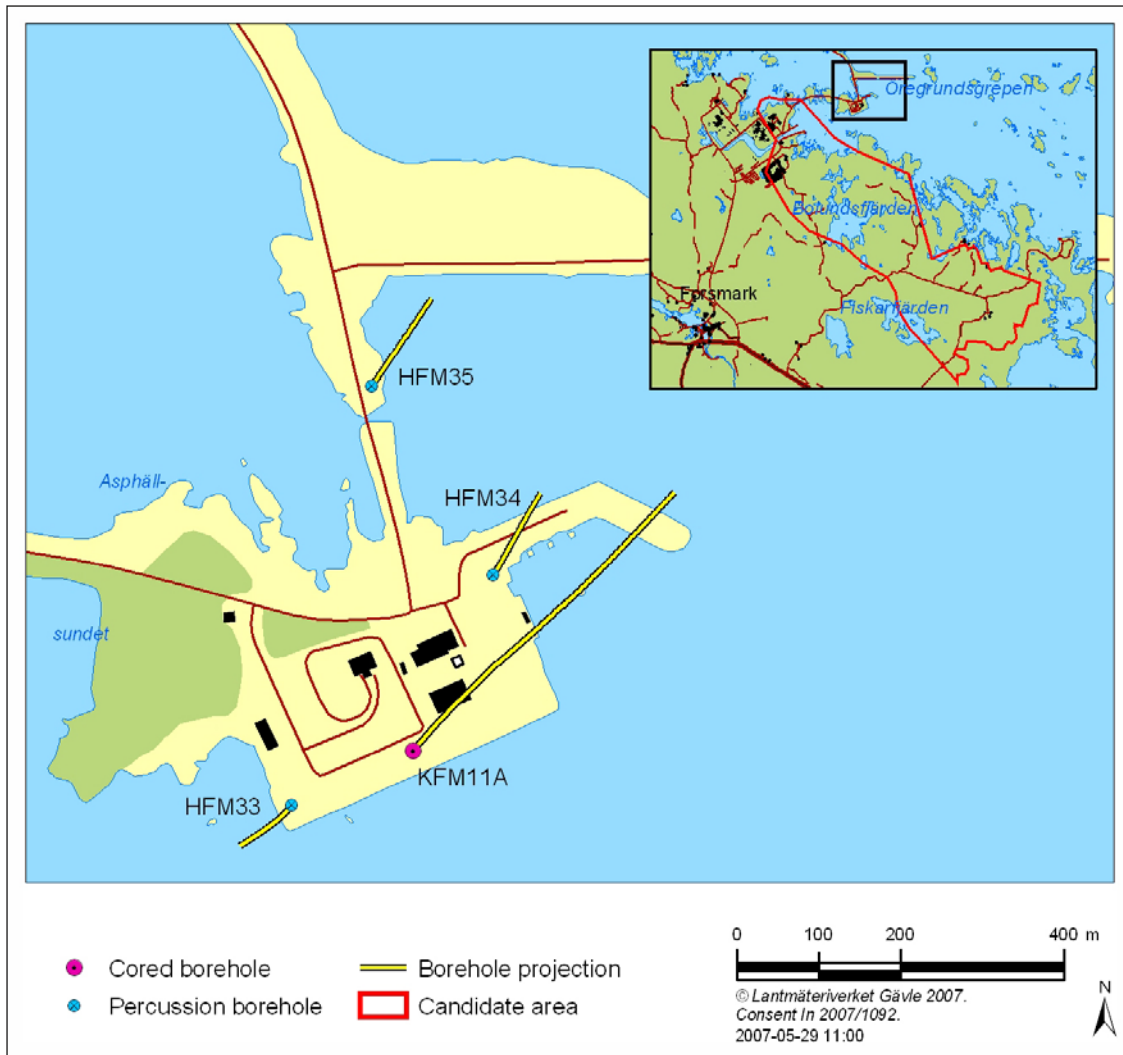 Öregrundsgrepen
Bolundsfjärden
Forsmark
Fiskarfjärden
HFM35
Asphäll-
HFM34
sundet
KFM11A
HFM33
0 100 200 400 m
Cored borehole
Borehole projection
Percussion borehole
Candidate area
© Lantmäteriverket Gävle 2007.
Consent In 2007/1092.
2007-05-29 11:00
N